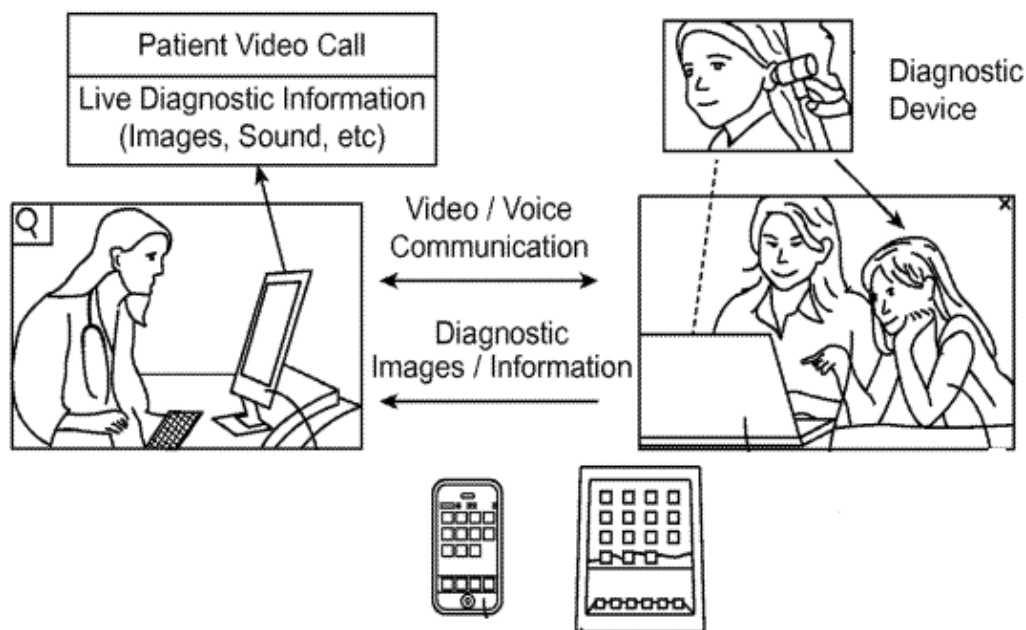 Patient Video Call
Live Diagnostic Information
(Images, Sound, etc)
Diagnostic
Device
Video / Voice
Communication
Diagnostic
Images / Information